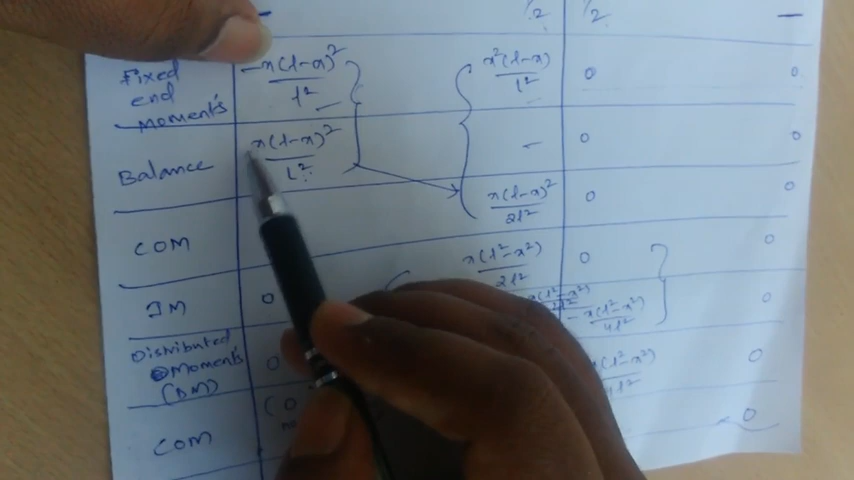 - 1/2 1/2 -
Fixed end Moments -x(l-x)²/l² x²(l-x)/l² 0 0
Balance x(l-x)²/l² - 0 0
x(l-x)²/2l² 0 0
COM x(l²-x²)/2l² 0 0
IM 0 -x(l²-x²)/4l² 0
Distributed Moments (DM) 0 0
COM (0 0